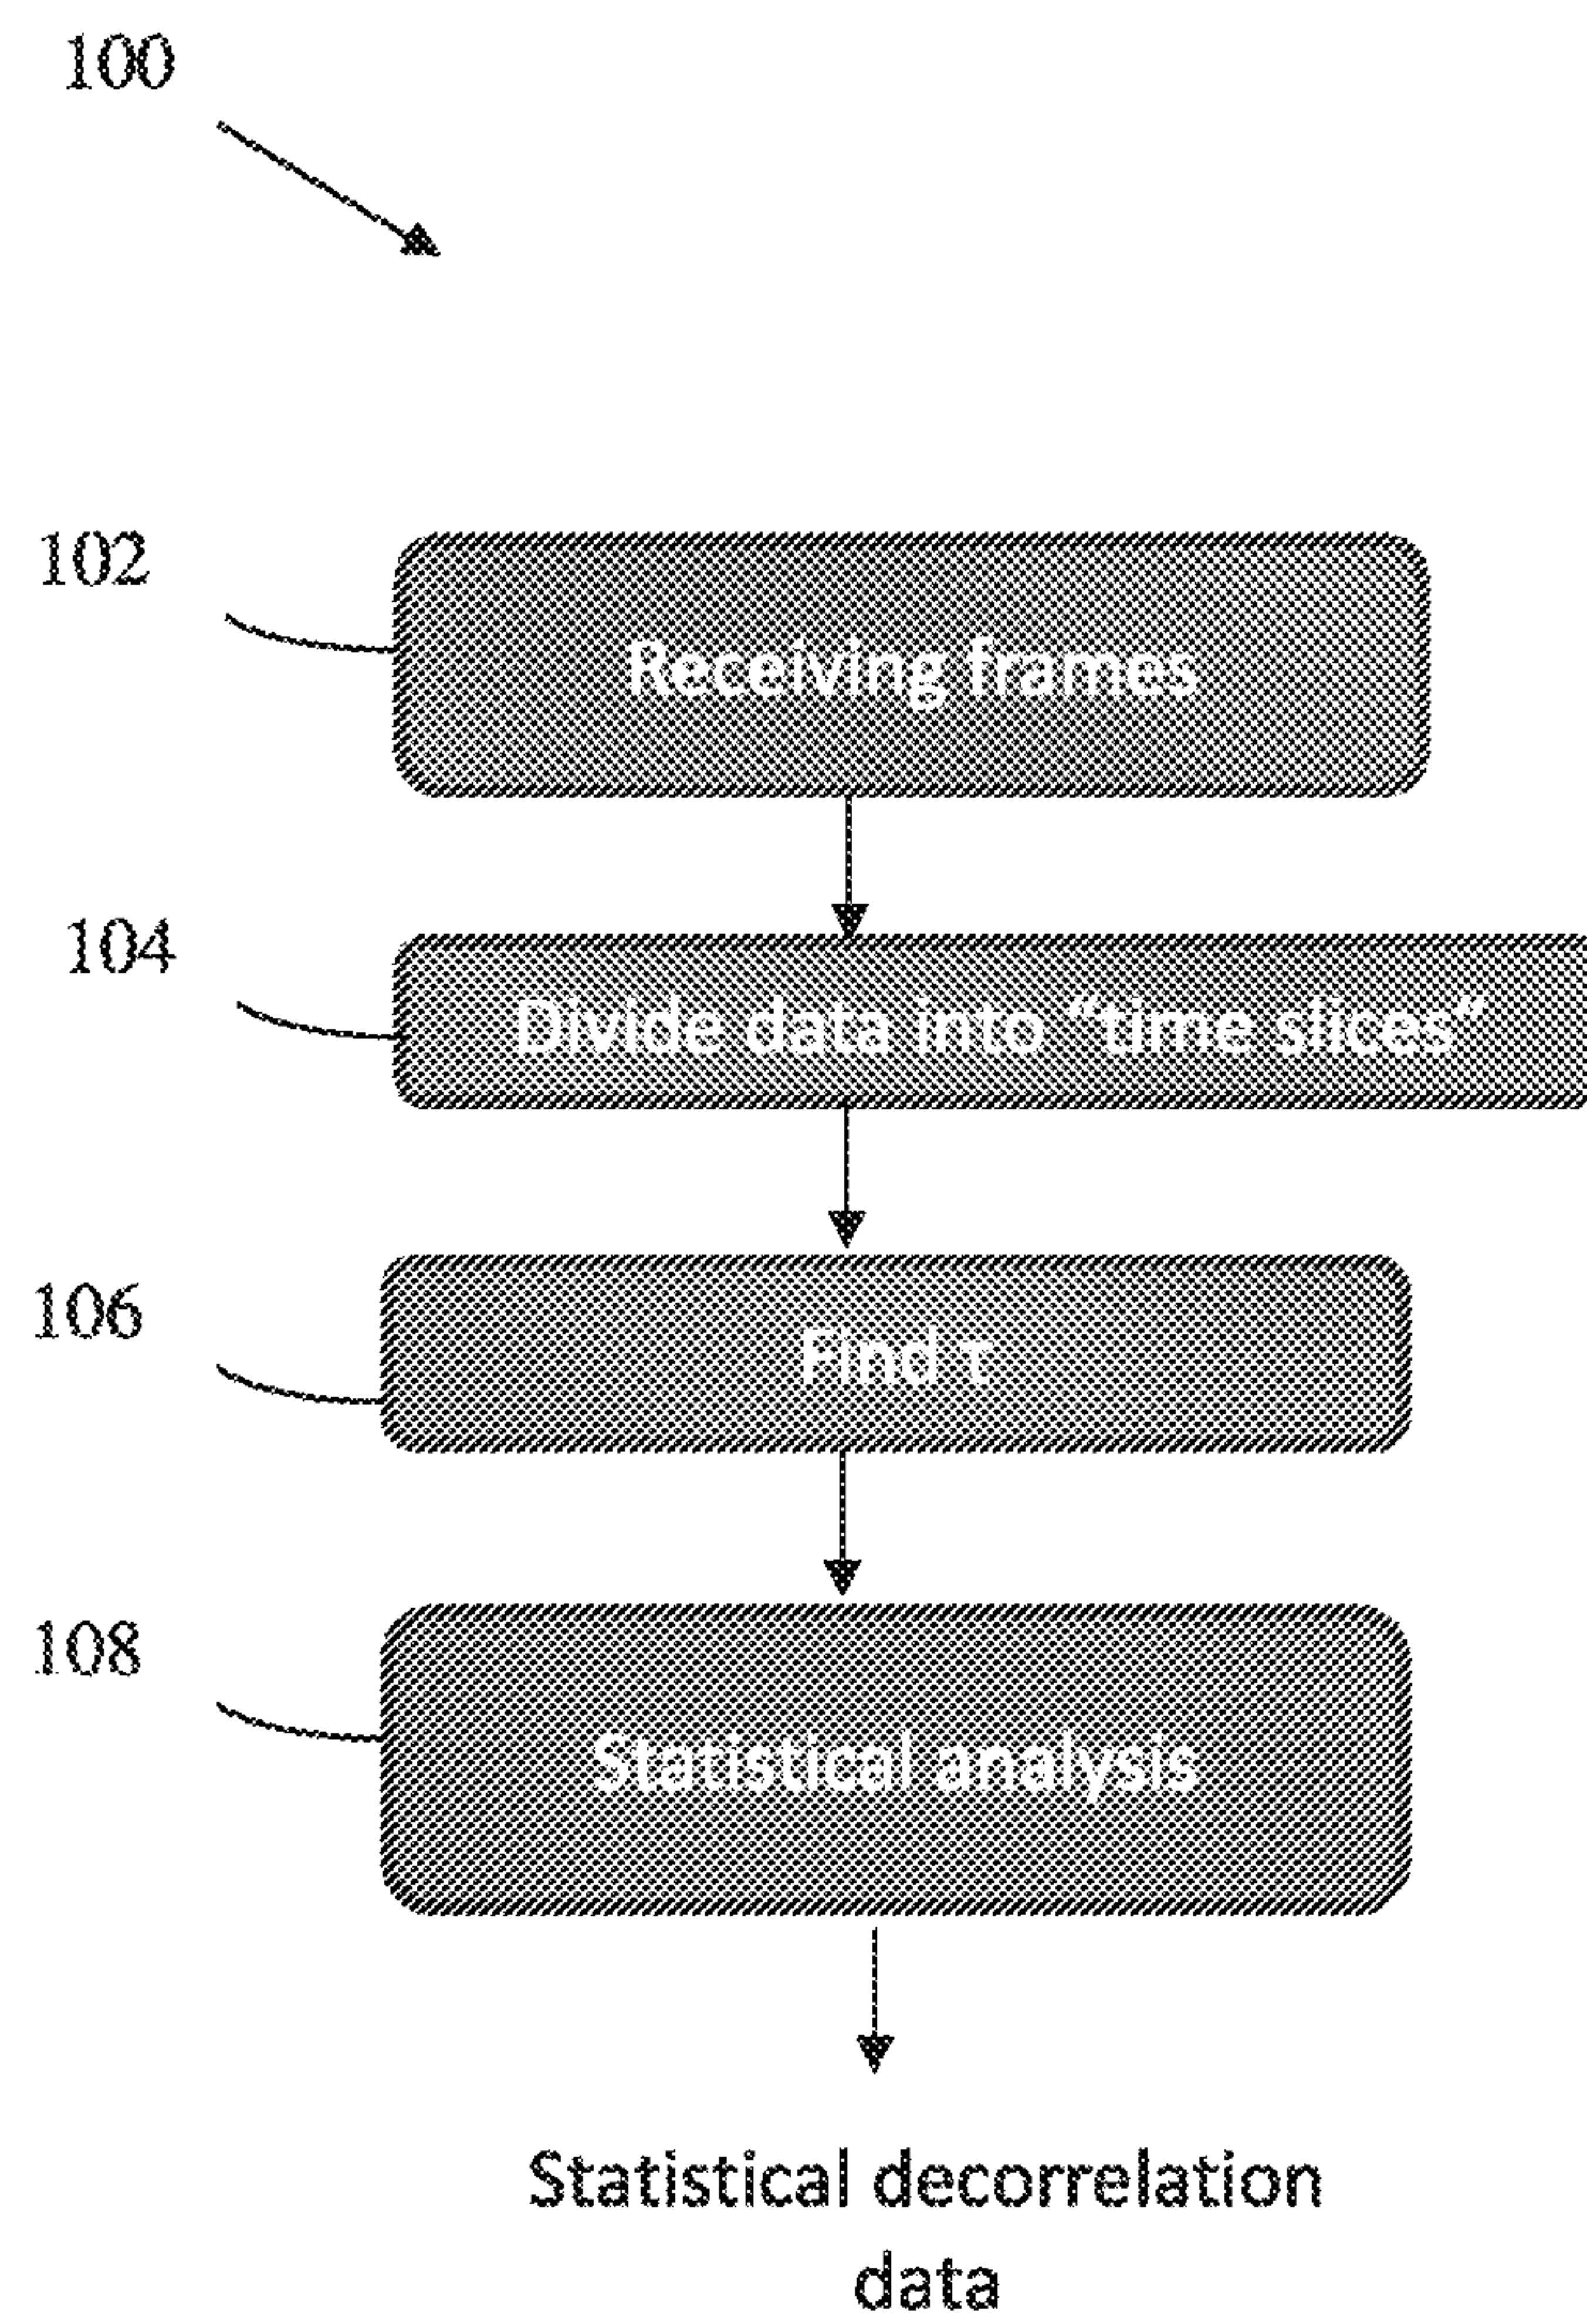 100
102
Receiving frames
104
Divide data into “time slices”
106
Find τ
108
Statistical analysis
Statistical decorrelation
data